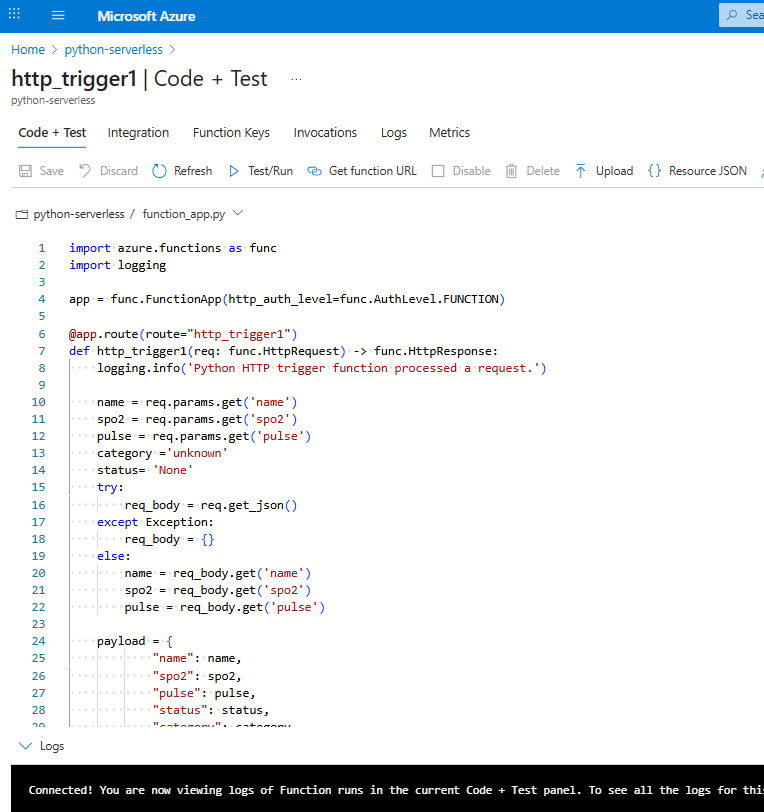 Microsoft Azure
Sea
Home > python-serverless >
http_trigger1 | Code + Test ...
python-serverless
Code + Test Integration Function Keys Invocations Logs Metrics
Save Discard Refresh Test/Run Get function URL Disable Delete Upload {} Resource JSON
python-serverless / function_app.py
1 import azure.functions as func
2 import logging
3
4 app = func.FunctionApp(http_auth_level=func.AuthLevel.FUNCTION)
5
6 @app.route(route="http_trigger1")
7 def http_trigger1(req: func.HttpRequest) -> func.HttpResponse:
8     logging.info('Python HTTP trigger function processed a request.')
9
10     name = req.params.get('name')
11     spo2 = req.params.get('spo2')
12     pulse = req.params.get('pulse')
13     category ='unknown'
14     status= 'None'
15     try:
16         req_body = req.get_json()
17     except Exception:
18         req_body = {}
19     else:
20         name = req_body.get('name')
21         spo2 = req_body.get('spo2')
22         pulse = req_body.get('pulse')
23
24     payload = {
25             "name": name,
26             "spo2": spo2,
27             "pulse": pulse,
28             "status": status,
29             "category": category
Logs
Connected! You are now viewing logs of Function runs in the current Code + Test panel. To see all the logs for this